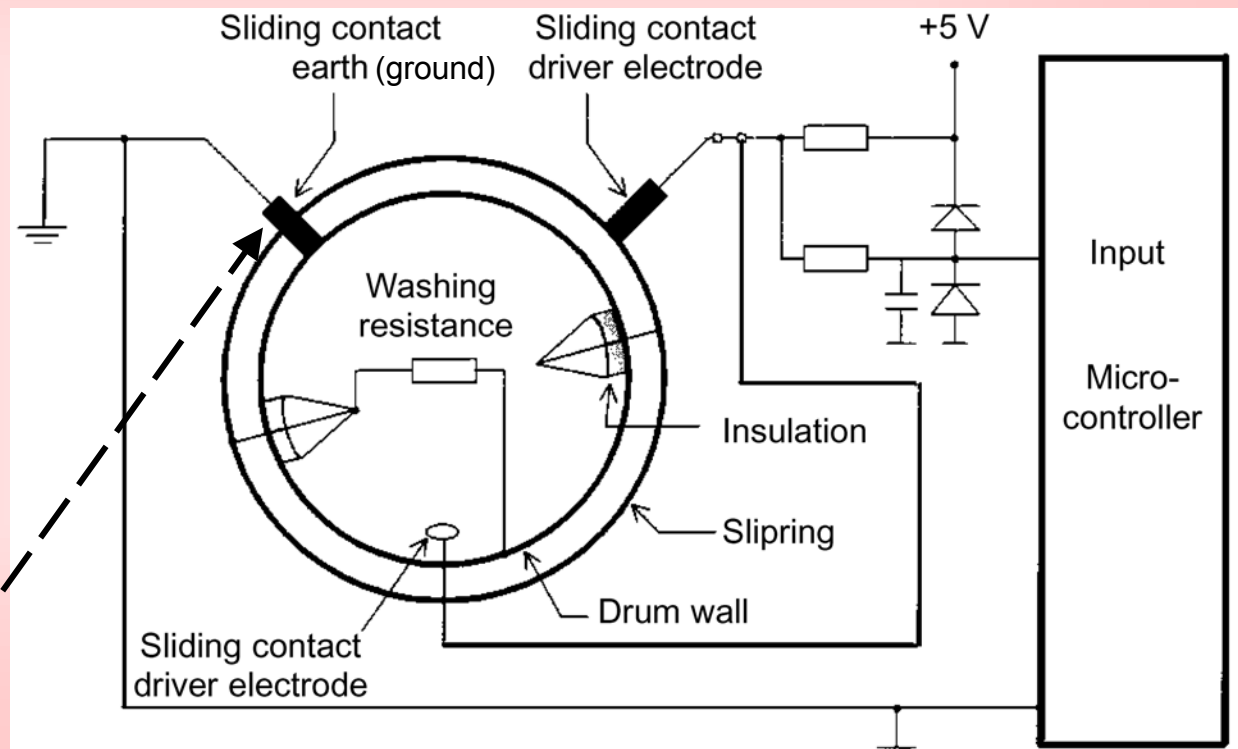 Sliding contact
earth (ground)
Sliding contact
driver electrode
+5 V
Washing
resistance
Input
Micro-
controller
Insulation
Slipring
Drum wall
Sliding contact
driver electrode